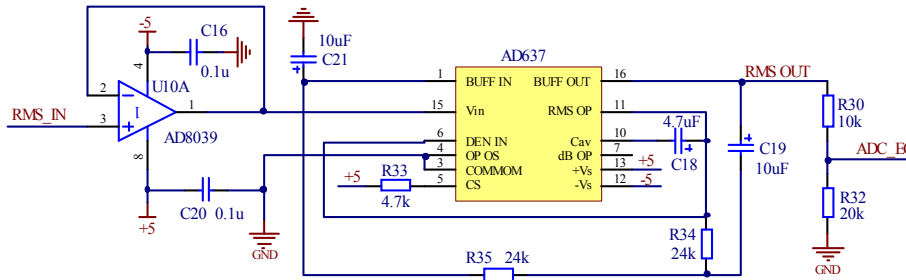 -5
C16
0.1u
4
U10A
2
RMS_IN
3
I
1
AD8039
8
C20 0.1u
+5
GND
10uF
C21
AD637
1 BUFF IN BUFF OUT 16 RMS OUT
15 Vin RMS OP 11
6 DEN IN Cav 10
4 OP OS dB OP 7
3 COMMOM +Vs 13 +5
5 CS -Vs 12 -5
+5
R33
4.7k
4.7uF
C18
C19
10uF
R30
10k
R32
20k
GND
R34
24k
R35 24k